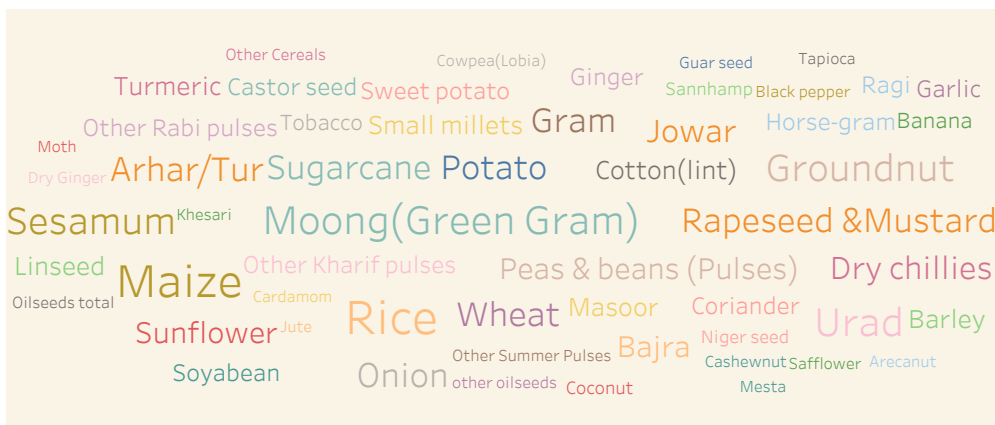 Other Cereals
Cowpea(Lobia)
Guar seed
Tapioca
Turmeric
Castor seed
Sweet potato
Ginger
Sannhamp
Black pepper
Ragi
Garlic
Other Rabi pulses
Tobacco
Small millets
Gram
Jowar
Horse-gram
Banana
Moth
Dry Ginger
Arhar/Tur
Sugarcane
Potato
Cotton(lint)
Groundnut
Sesamum
Khesari
Moong(Green Gram)
Rapeseed &Mustard
Linseed
Maize
Other Kharif pulses
Peas & beans (Pulses)
Dry chillies
Oilseeds total
Cardamom
Rice
Wheat
Masoor
Coriander
Urad
Barley
Sunflower
Jute
Niger seed
Bajra
Other Summer Pulses
Cashewnut
Safflower
Arecanut
Soyabean
Onion
other oilseeds
Coconut
Mesta